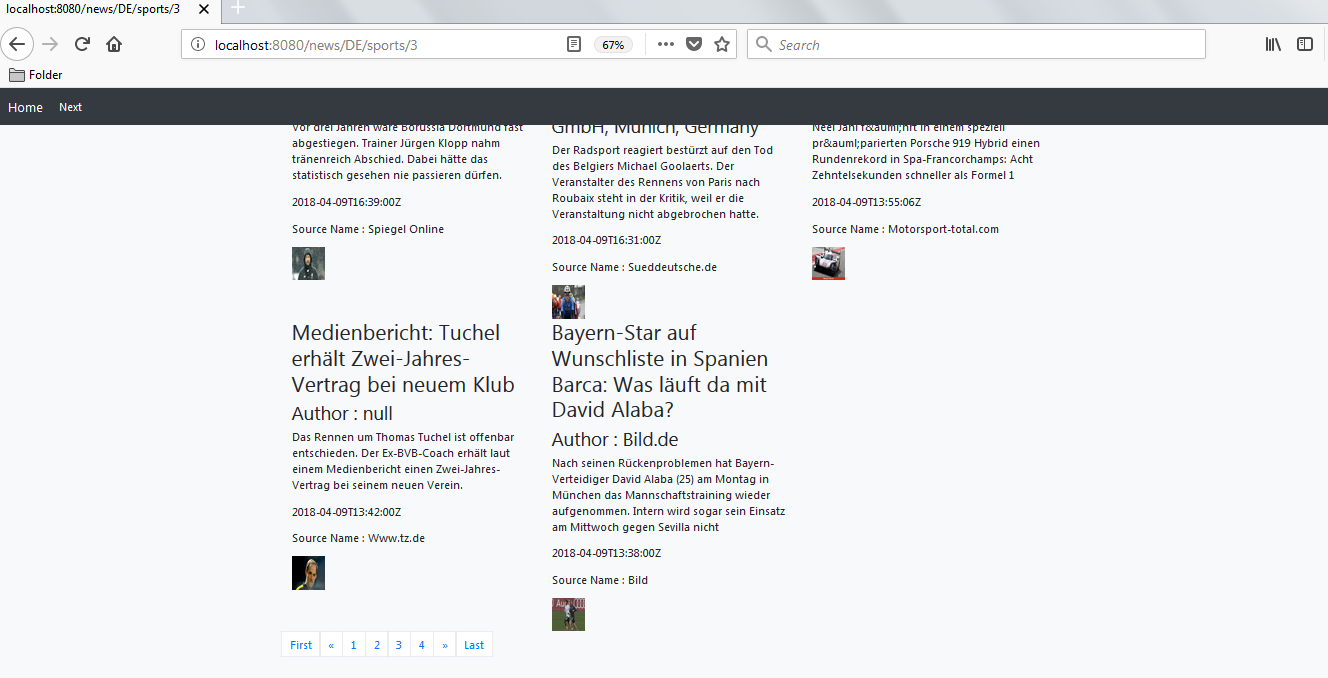 localhost:8080/news/DE/sports/3
localhost:8080/news/DE/sports/3
67%
Search
Folder
Home
Next
Vor drei Jahren wäre Borussia Dortmund fast
abgestiegen. Trainer Jürgen Klopp nahm
tränenreich Abschied. Dabei hätte das
statistisch gesehen nie passieren dürfen.
2018-04-09T16:39:00Z
Source Name : Spiegel Online
GmbH, Munich, Germany
Der Radsport reagiert bestürzt auf den Tod
des Belgiers Michael Goolaerts. Der
Veranstalter des Rennens von Paris nach
Roubaix steht in der Kritik, weil er die
Veranstaltung nicht abgebrochen hatte.
2018-04-09T16:31:00Z
Source Name : Sueddeutsche.de
Neel Jani f&auml;hrt in einem speziell
pr&auml;parierten Porsche 919 Hybrid einen
Rundenrekord in Spa-Francorchamps: Acht
Zehntelsekunden schneller als Formel 1
2018-04-09T13:55:06Z
Source Name : Motorsport-total.com
Medienbericht: Tuchel
erhält Zwei-Jahres-
Vertrag bei neuem Klub
Author : null
Das Rennen um Thomas Tuchel ist offenbar
entschieden. Der Ex-BVB-Coach erhält laut
einem Medienbericht einen Zwei-Jahres-
Vertrag bei seinem neuen Verein.
2018-04-09T13:42:00Z
Source Name : Www.tz.de
Bayern-Star auf
Wunschliste in Spanien
Barca: Was läuft da mit
David Alaba?
Author : Bild.de
Nach seinen Rückenproblemen hat Bayern-
Verteidiger David Alaba (25) am Montag in
München das Mannschaftstraining wieder
aufgenommen. Intern wird sogar sein Einsatz
am Mittwoch gegen Sevilla nicht
2018-04-09T13:38:00Z
Source Name : Bild
First « 1 2 3 4 » Last